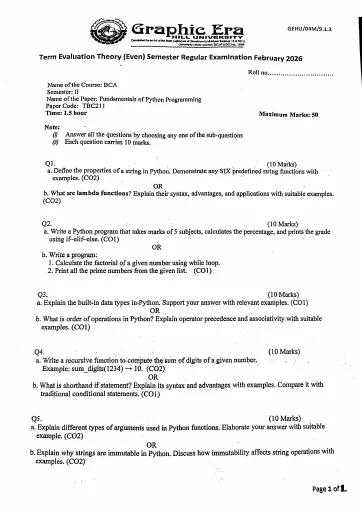 GEHU/04M/9.1.3
Graphic Era
HILL UNIVERSITY
Term Evaluation Theory (Even) Semester Regular Examination February 2026
Roll no..............................
Name of the Course: BCA
Semester: II
Name of the Paper: Fundamentals of Python Programming
Paper Code: TBC211
Time: 1.5 hour Maximum Marks: 50
Note:
(i) Answer all the questions by choosing any one of the sub-questions
(ii) Each question carries 10 marks.
Q1. (10 Marks)
a. Define the properties of a string in Python. Demonstrate any SIX predefined string functions with
examples. (CO2)
OR
b. What are lambda functions? Explain their syntax, advantages, and applications with suitable examples.
(CO2)
Q2. (10 Marks)
a. Write a Python program that takes marks of 5 subjects, calculates the percentage, and prints the grade
using if-elif-else. (CO1)
OR
b. Write a program:
1. Calculate the factorial of a given number using while loop.
2. Print all the prime numbers from the given list. (CO1)
Q3. (10 Marks)
a. Explain the built-in data types in Python. Support your answer with relevant examples. (CO1)
OR
b. What is order of operations in Python? Explain operator precedence and associativity with suitable
examples. (CO1)
Q4. (10 Marks)
a. Write a recursive function to compute the sum of digits of a given number.
Example: sum_digits(1234) → 10. (CO2)
OR
b. What is shorthand if statement? Explain its syntax and advantages with examples. Compare it with
traditional conditional statements. (CO1)
Q5. (10 Marks)
a. Explain different types of arguments used in Python functions. Elaborate your answer with suitable
example. (CO2)
OR
b. Explain why strings are immutable in Python. Discuss how immutability affects string operations with
examples. (CO2)
Page 1 of 1